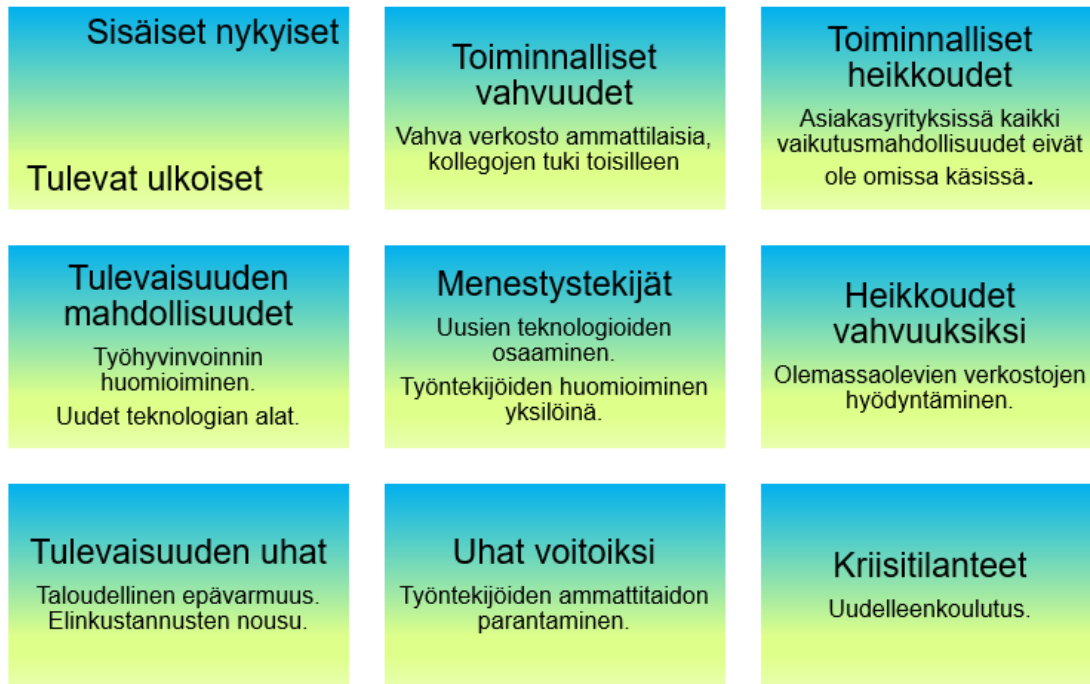 Sisäiset nykyiset
Tulevat ulkoiset
Toiminnalliset
vahvuudet
Vahva verkosto ammattilaisia,
kollegojen tuki toisilleen
Toiminnalliset
heikkoudet
Asiakasyrityksissä kaikki
vaikutusmahdollisuudet eivät
ole omissa käsissä.
Tulevaisuuden
mahdollisuudet
Työhyvinvoinnin
huomioiminen.
Uudet teknologian alat.
Menestystekijät
Uusien teknologioiden
osaaminen.
Työntekijöiden huomioiminen
yksilöinä.
Heikkoudet
vahvuuksiksi
Olemassaolevien verkostojen
hyödyntäminen.
Tulevaisuuden uhat
Taloudellinen epävarmuus.
Elinkustannusten nousu.
Uhat voitoiksi
Työntekijöiden ammattitaidon
parantaminen.
Kriisitilanteet
Uudelleenkoulutus.